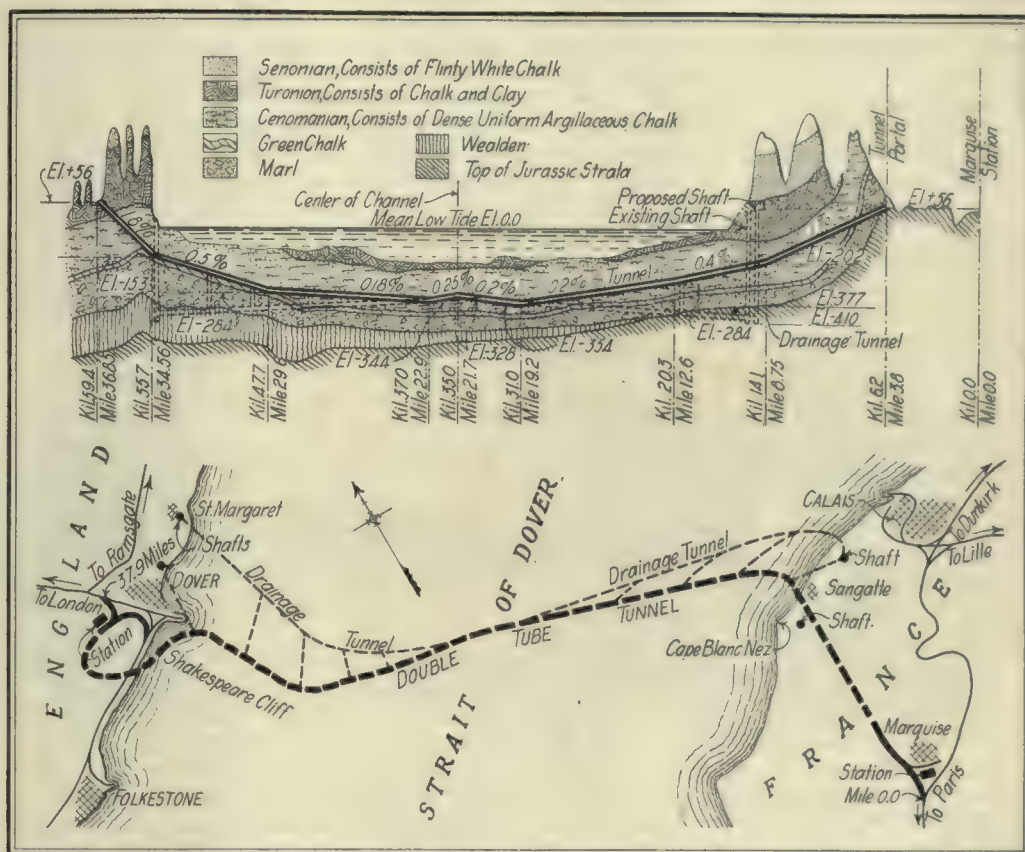 Senonian, Consists of Flinty White Chalk
Turonian, Consists of Chalk and Clay
Cenomanian, Consists of Dense Uniform Argillaceous Chalk
Green Chalk
Wealden
Marl
Top of Jurassic Strata
El.+56
Center of Channel
Mean Low Tide El. 0.0
Proposed Shaft
Existing Shaft
Tunnel
Portal
Marquise
Station
El+56
1.8%
0.5%
0.18%
0.25%
0.2%
0.2%
Tunnel
0.4%
El.-202
El.-153
El.-284
El.-344
El.-328
El.-354
El.-284
El.-377
El.-410
Drainage Tunnel
Kil.59.4
Mile 36.85
Kil.55.7
Mile 34.56
Kil.47.7
Mile 29
Kil.37.0
Mile 22.9
Kil.35.0
Mile 21.7
Kil.31.0
Mile 19.2
Kil. 20.3
Mile 12.6
Kil. 14.1
Mile 8.75
Kil. 6.2
Mile 3.8
Kil. 0.0
Mile 0.0
ENGLAND
To Ramsgate
37.9 Miles
St. Margaret
Shafts
DOVER
To London
Station
Shakespeare Cliff
FOLKESTONE
Drainage
Tunnel
DOUBLE
TUBE
TUNNEL
STRAIT OF DOVER
Drainage Tunnel
CALAIS
To Dunkirk
To Lille
Shaft
Sangatte
Shaft.
Cape Blanc Nez
FRANCE
Marquise
Station
Mile 0.0
To Paris